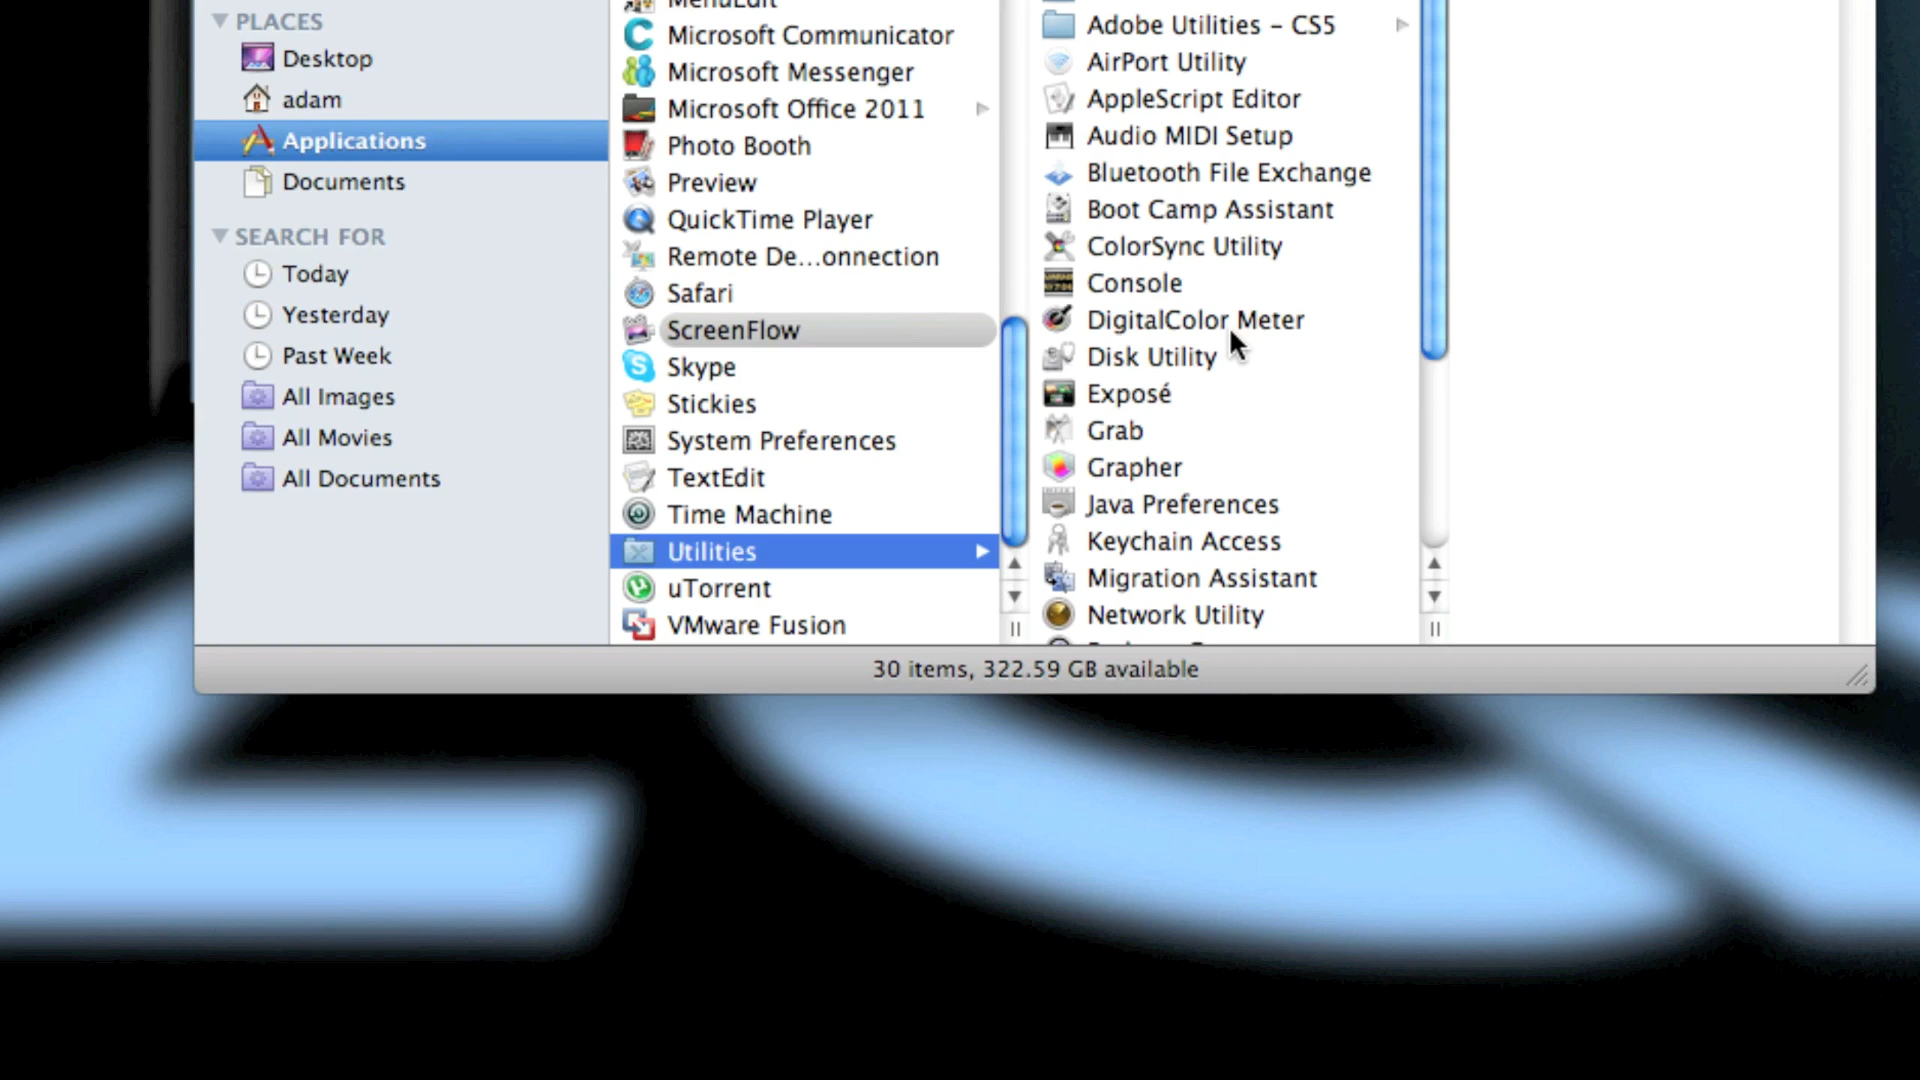 PLACES
Desktop
adam
Applications
Documents
SEARCH FOR
Today
Yesterday
Past Week
All Images
All Movies
All Documents
MenuEdit
Microsoft Communicator
Microsoft Messenger
Microsoft Office 2011
Photo Booth
Preview
QuickTime Player
Remote De...onnection
Safari
ScreenFlow
Skype
Stickies
System Preferences
TextEdit
Time Machine
Utilities
uTorrent
VMware Fusion
Adobe Utilities – CS5
AirPort Utility
AppleScript Editor
Audio MIDI Setup
Bluetooth File Exchange
Boot Camp Assistant
ColorSync Utility
Console
DigitalColor Meter
Disk Utility
Exposé
Grab
Grapher
Java Preferences
Keychain Access
Migration Assistant
Network Utility
30 items, 322.59 GB available